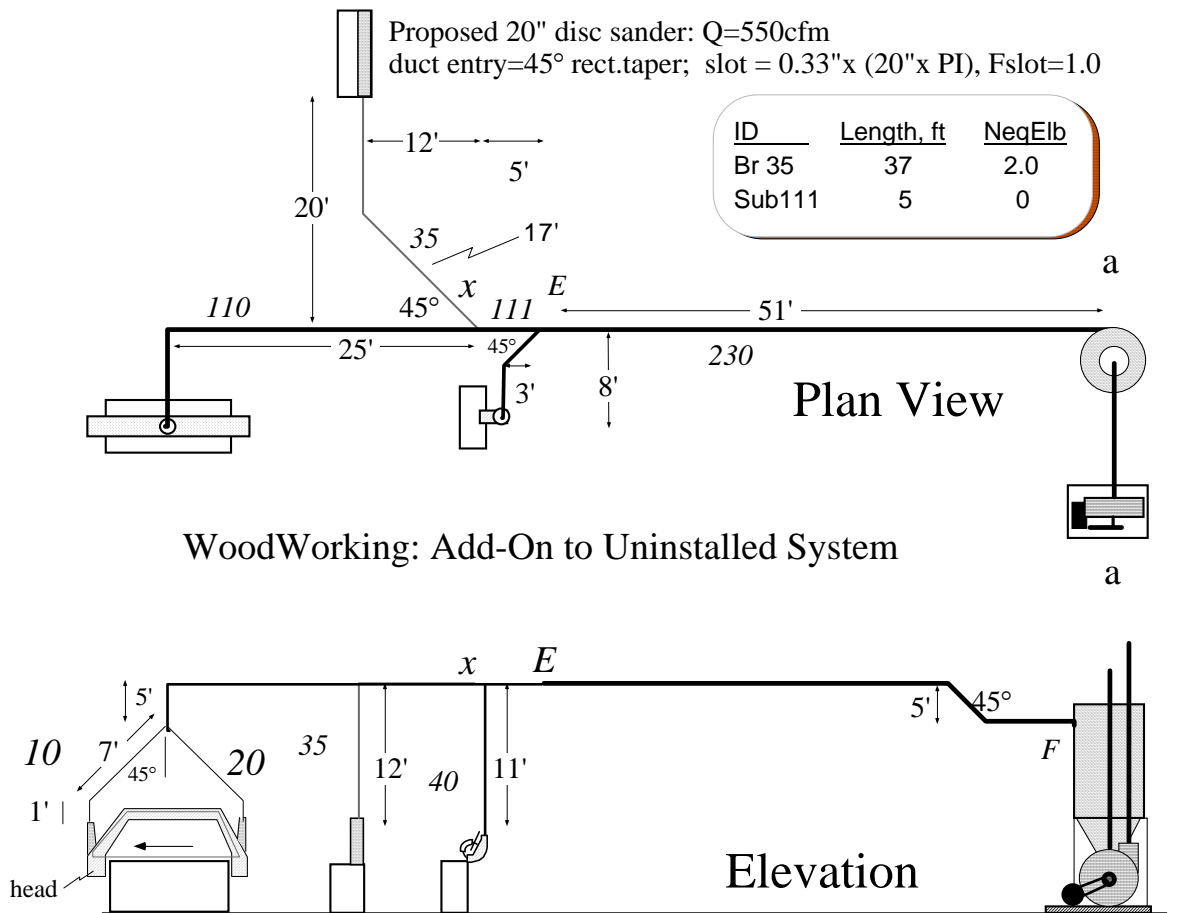 Proposed 20" disc sander: Q=550cfm
duct entry=45° rect.taper; slot = 0.33"x (20"x PI), Fslot=1.0
ID Length, ft NeqElb
Br 35 37 2.0
Sub111 5 0
12'
5'
20'
35
17'
a
x
E
110
45°
111
51'
25'
45°
230
3'
8'
Plan View
WoodWorking: Add-On to Uninstalled System
a
x
E
5'
5'
45°
10
7'
45°
20
35
12'
40
11'
F
1'
head
Elevation